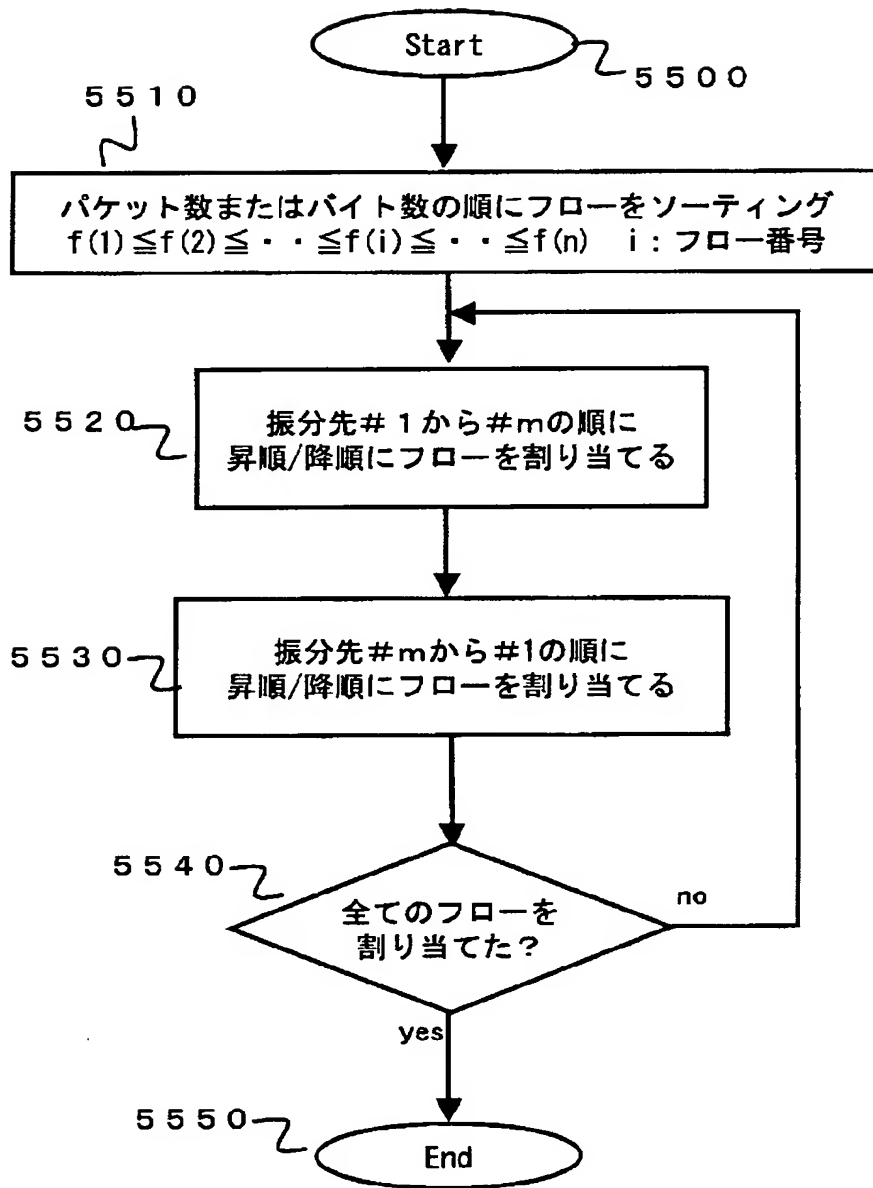 Start
5500
5510
パケット数またはバイト数の順にフローをソーティング
f(1)≦f(2)≦・・≦f(i)≦・・≦f(n)　i：フロー番号
5520
振分先＃１から＃ｍの順に
昇順/降順にフローを割り当てる
5530
振分先＃ｍから#1の順に
昇順/降順にフローを割り当てる
5540
全てのフローを
割り当てた？
no
yes
5550
End